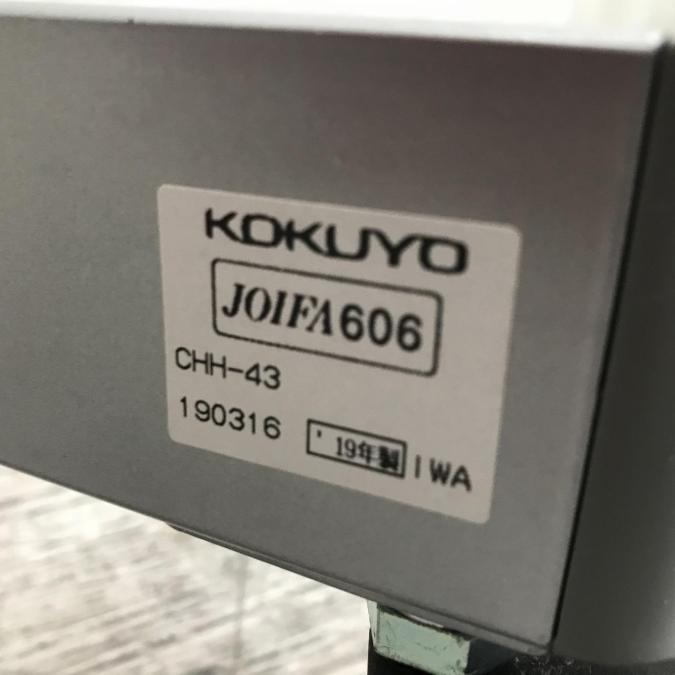 KOKUYO
JOIFA606
CHH-43
190316 '19年製 IWA